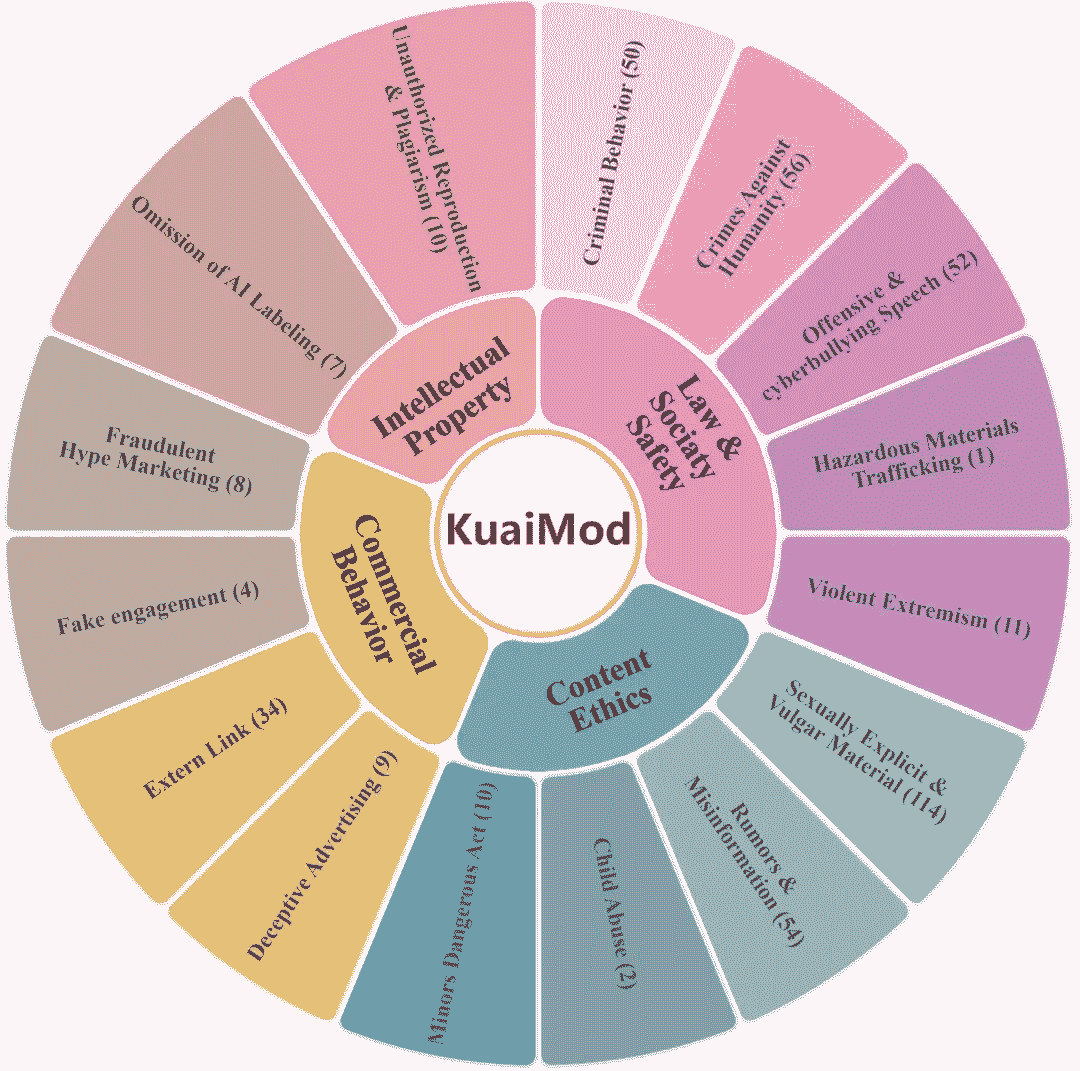 KuaiMod
Law &
Sociaty
Safety
Criminal Behavior (50)
Crimes Against
Humanity (56)
Offensive &
cyberbullying Speech (52)
Hazardous Materials
Trafficking (1)
Violent Extremism (11)
Content
Ethics
Sexually Explicit &
Vulgar Material (114)
Rumors &
Misinformation (54)
Child Abuse (2)
Minors Dangerous Act (10)
Commercial
Behavior
Deceptive Advertising (9)
Extern Link (34)
Fake engagement (4)
Fraudulent
Hype Marketing (8)
Intellectual
Property
Omission of AI Labeling (7)
Unauthorized Reproduction
& Plagiarism (10)